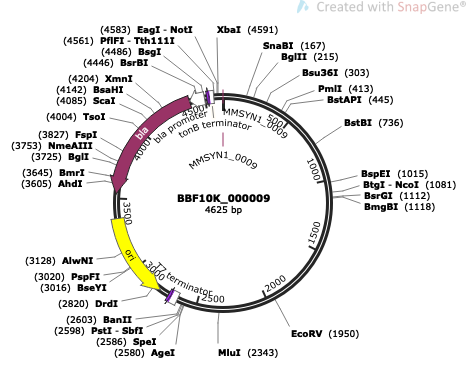 Created with SnapGene®
(4583) EagI - NotI
XbaI (4591)
(4561) PflFI - Tth111I
(4486) BsgI
(4446) BsrBI
(4204) XmnI
(4142) BsaHI
(4085) ScaI
(4004) TsoI
(3827) FspI
(3753) NmeAIII
(3725) BglI
(3645) BmrI
(3605) AhdI
SnaBI (167)
BglII (215)
Bsu36I (303)
PmlI (413)
BstAPI (445)
BstBI (736)
BspEI (1015)
BtgI - NcoI (1081)
BsrGI (1112)
BmgBI (1118)
4500
500
4000
1000
3500
1500
3000
2000
2500
MMSYN1_0009
tonB terminator
bla promoter
bla
MMSYN1_0009
BBF10K_000009
4625 bp
ori
T7 terminator
(3128) AlwNI
(3020) PspFI
(3016) BseYI
(2820) DrdI
(2603) BanII
(2598) PstI - SbfI
(2586) SpeI
(2580) AgeI
MluI (2343)
EcoRV (1950)